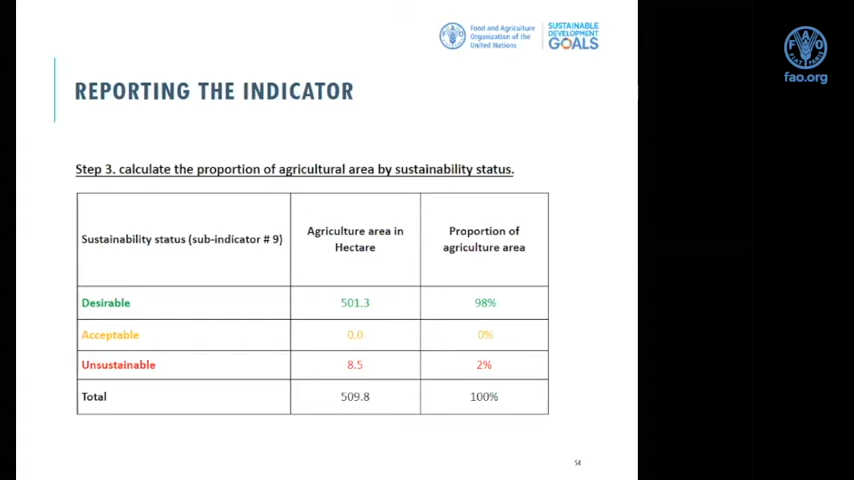 Food and Agriculture
Organization of the
United Nations
SUSTAINABLE
DEVELOPMENT
GOALS
FAO
FIAT PANIS
fao.org
REPORTING THE INDICATOR
Step 3. calculate the proportion of agricultural area by sustainability status.
Sustainability status (sub-indicator # 9)
Agriculture area in
Hectare
Proportion of
agriculture area
Desirable 501.3 98%
Acceptable 0.0 0%
Unsustainable 8.5 2%
Total 509.8 100%
54